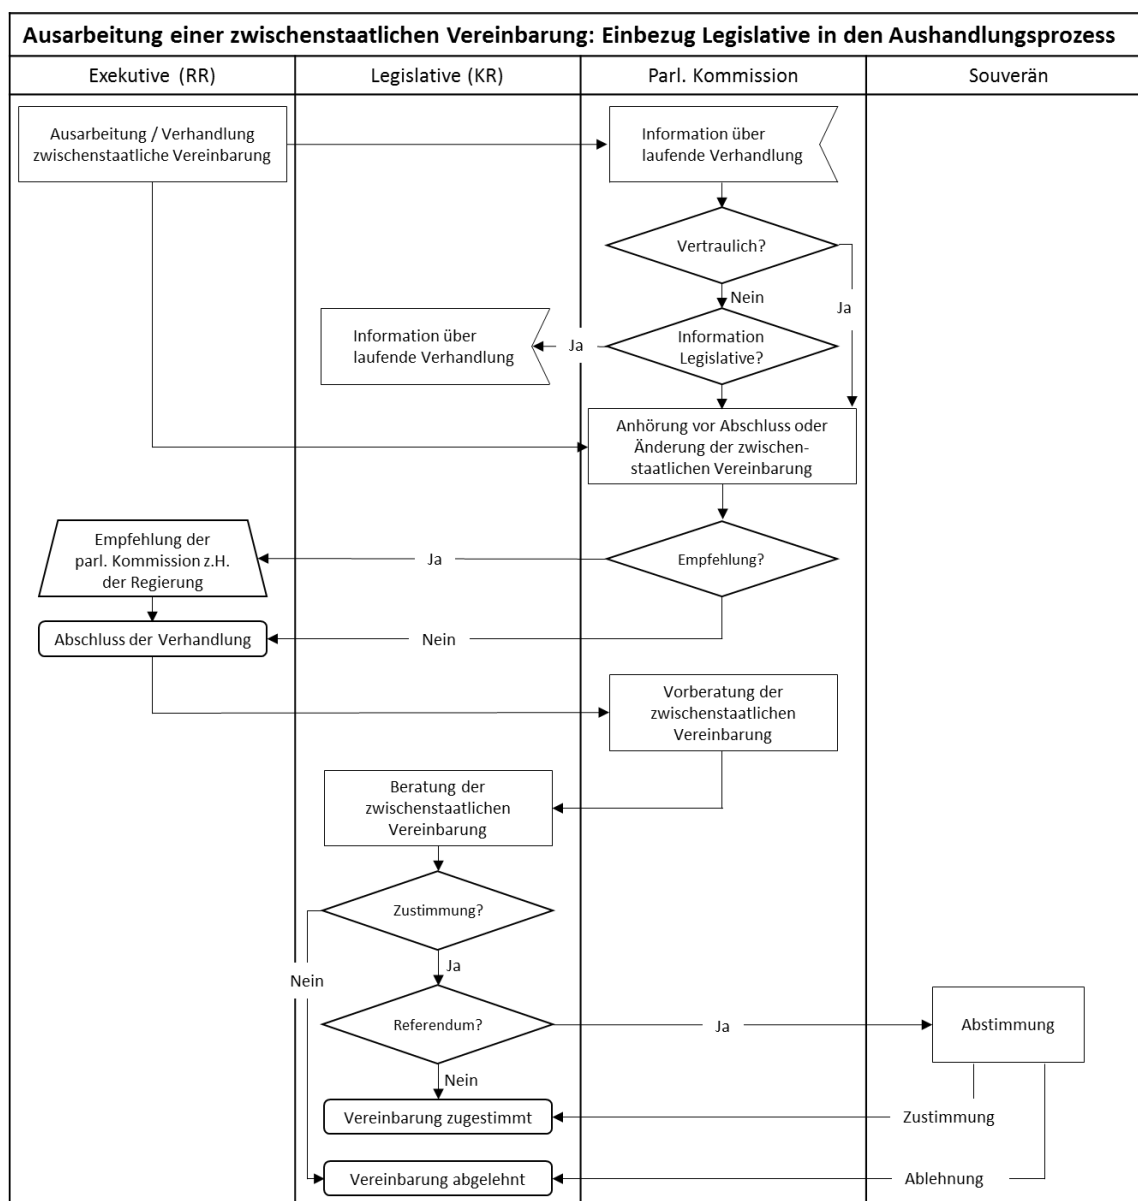 Ausarbeitung einer zwischenstaatlichen Vereinbarung: Einbezug Legislative in den Aushandlungsprozess
Exekutive (RR)
Legislative (KR)
Parl. Kommission
Souverän
Ausarbeitung / Verhandlung
zwischenstaatliche Vereinbarung
Information über
laufende Verhandlung
Vertraulich?
Nein
Ja
Information über
laufende Verhandlung
Ja
Information
Legislative?
Anhörung vor Abschluss oder
Änderung der zwischen-
staatlichen Vereinbarung
Empfehlung der
parl. Kommission z.H.
der Regierung
Ja
Empfehlung?
Abschluss der Verhandlung
Nein
Vorberatung der
zwischenstaatlichen
Vereinbarung
Beratung der
zwischenstaatlichen
Vereinbarung
Zustimmung?
Ja
Nein
Referendum?
Ja
Abstimmung
Nein
Vereinbarung zugestimmt
Zustimmung
Vereinbarung abgelehnt
Ablehnung